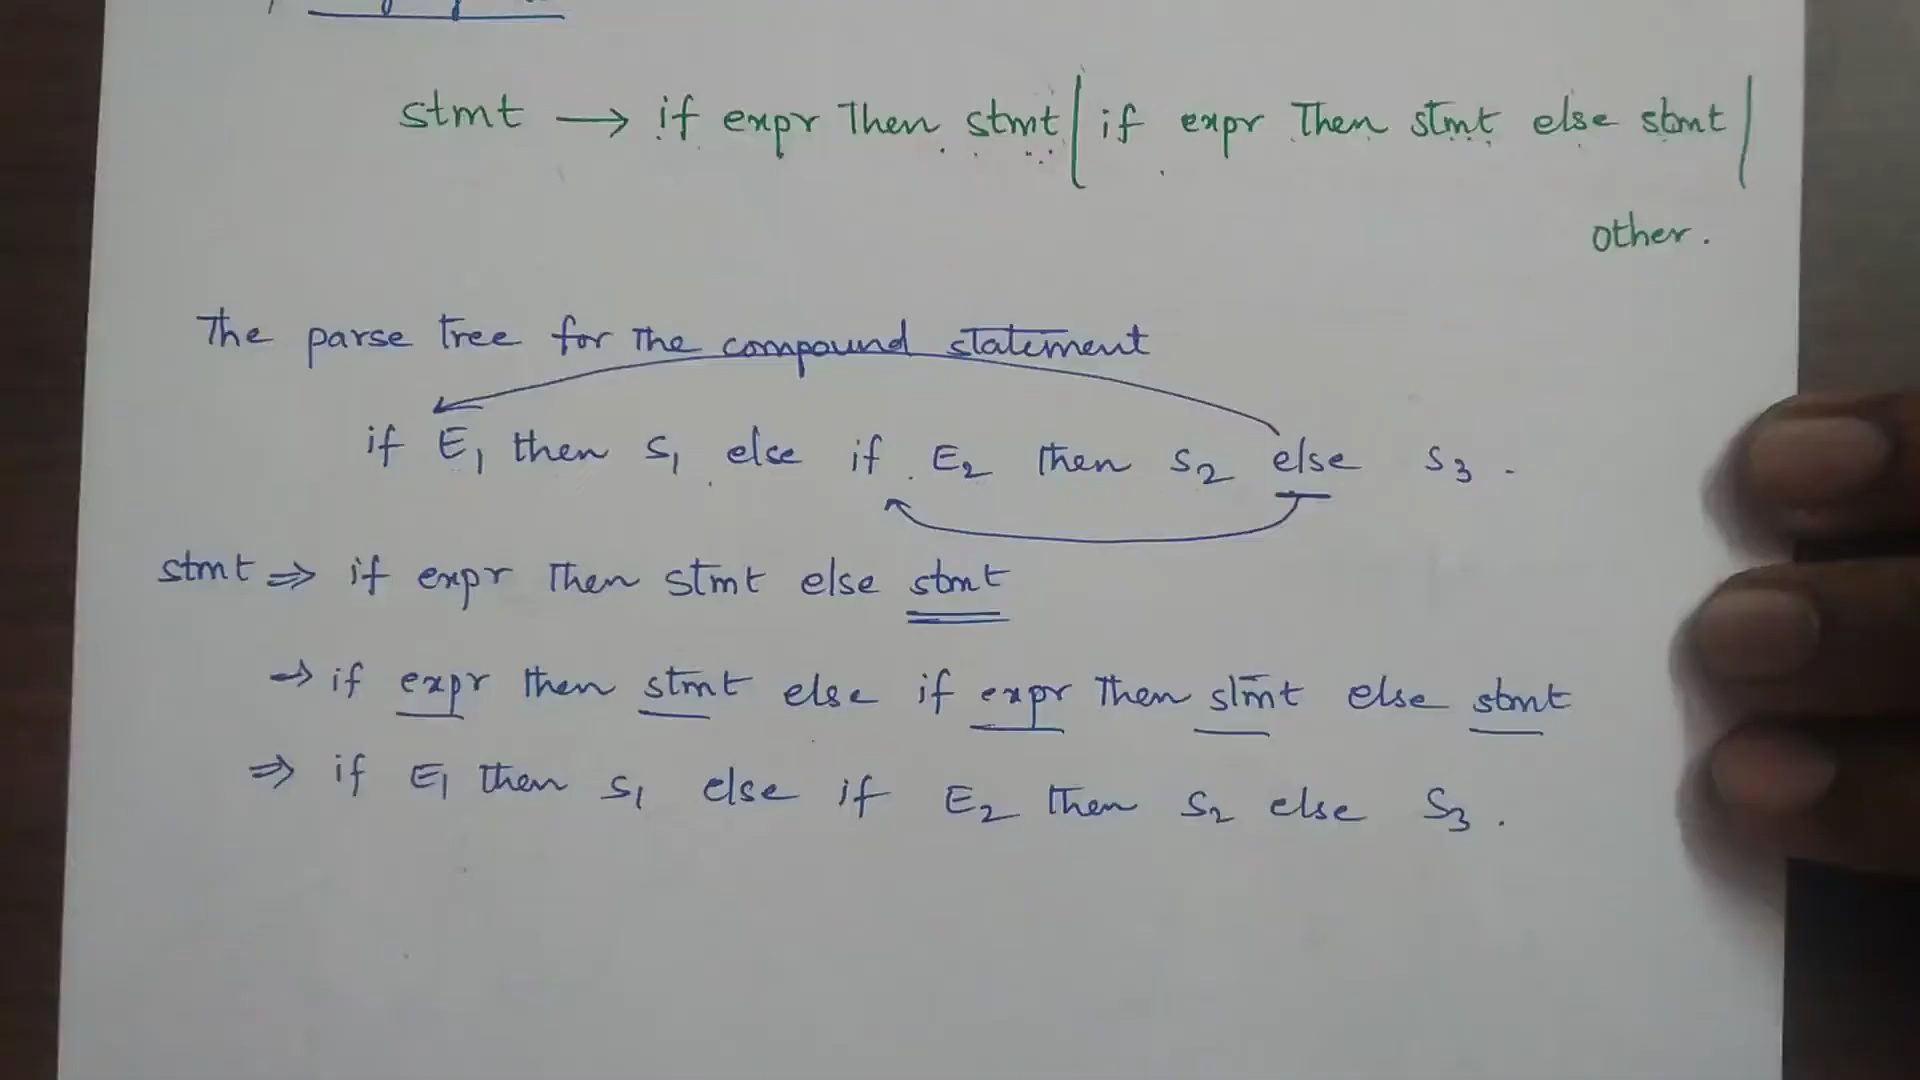 stmt → if expr Then stmt | if expr Then stmt else stmt |
other.
The parse tree for The compound statement
if E1 then S1 else if E2 then S2 else S3.
stmt ⇒ if expr Then stmt else stmt
→ if expr then stmt else if expr Then stmt else stmt
⇒ if E1 then S1 else if E2 then S2 else S3.